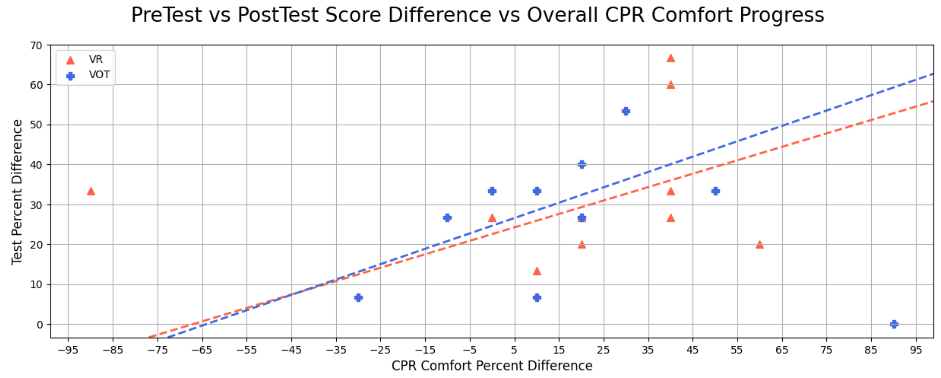 PreTest vs PostTest Score Difference vs Overall CPR Comfort Progress
VR
VOT
Test Percent Difference
70
60
50
40
30
20
10
0
−95 −85 −75 −65 −55 −45 −35 −25 −15 −5 5 15 25 35 45 55 65 75 85 95
CPR Comfort Percent Difference